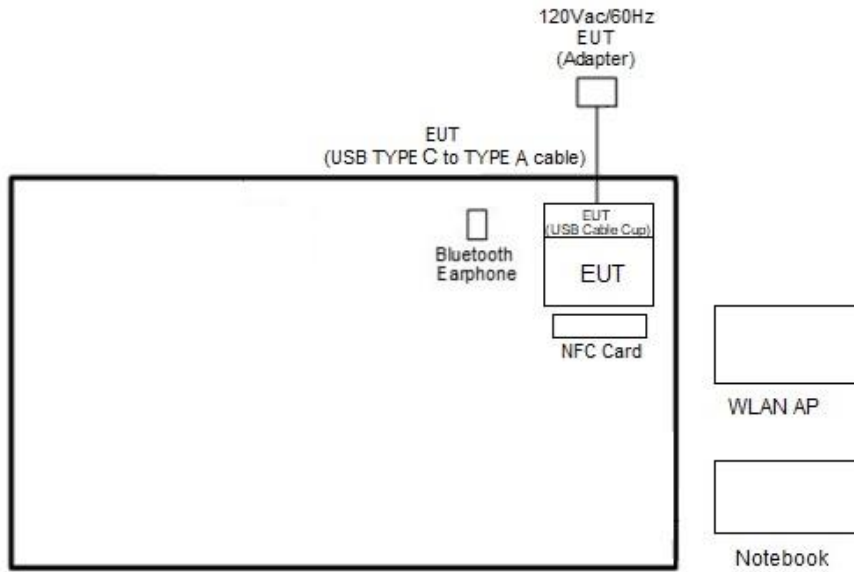 120Vac/60Hz
EUT
(Adapter)
EUT
(USB TYPE C to TYPE A cable)
EUT
(USB Cable Cup)
EUT
Bluetooth
Earphone
NFC Card
WLAN AP
Notebook